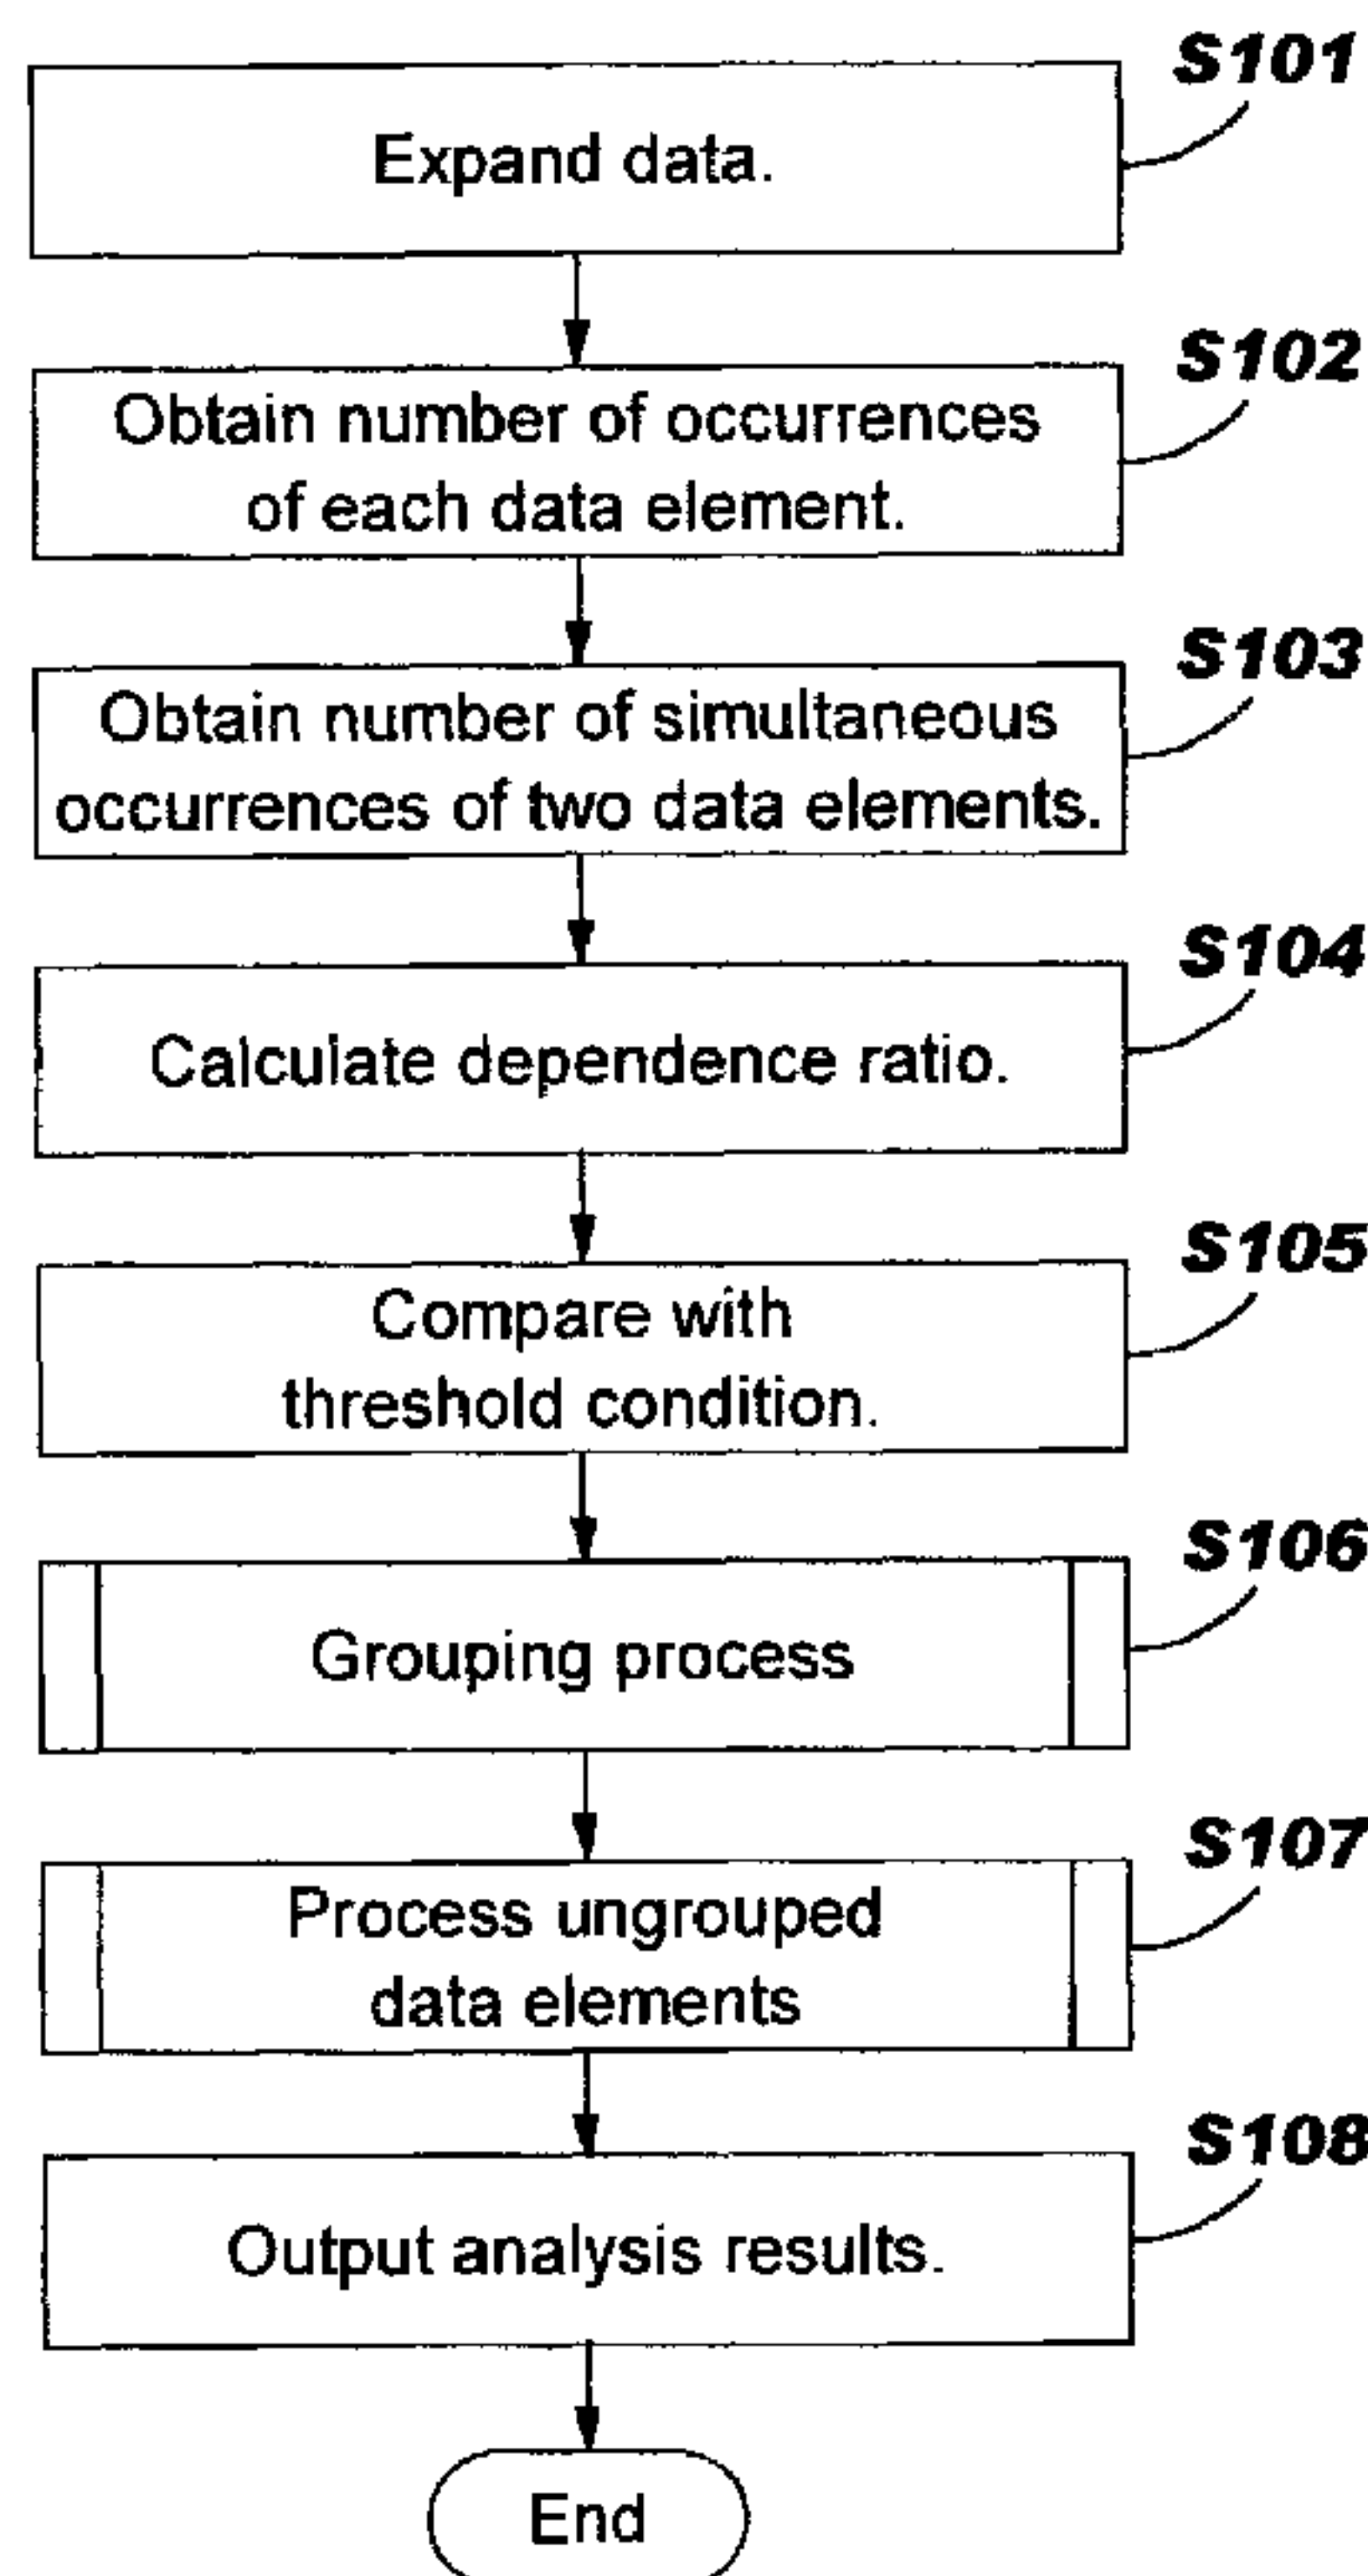 S101
Expand data.
S102
Obtain number of occurrences
of each data element.
S103
Obtain number of simultaneous
occurrences of two data elements.
S104
Calculate dependence ratio.
S105
Compare with
threshold condition.
S106
Grouping process
S107
Process ungrouped
data elements
S108
Output analysis results.
End